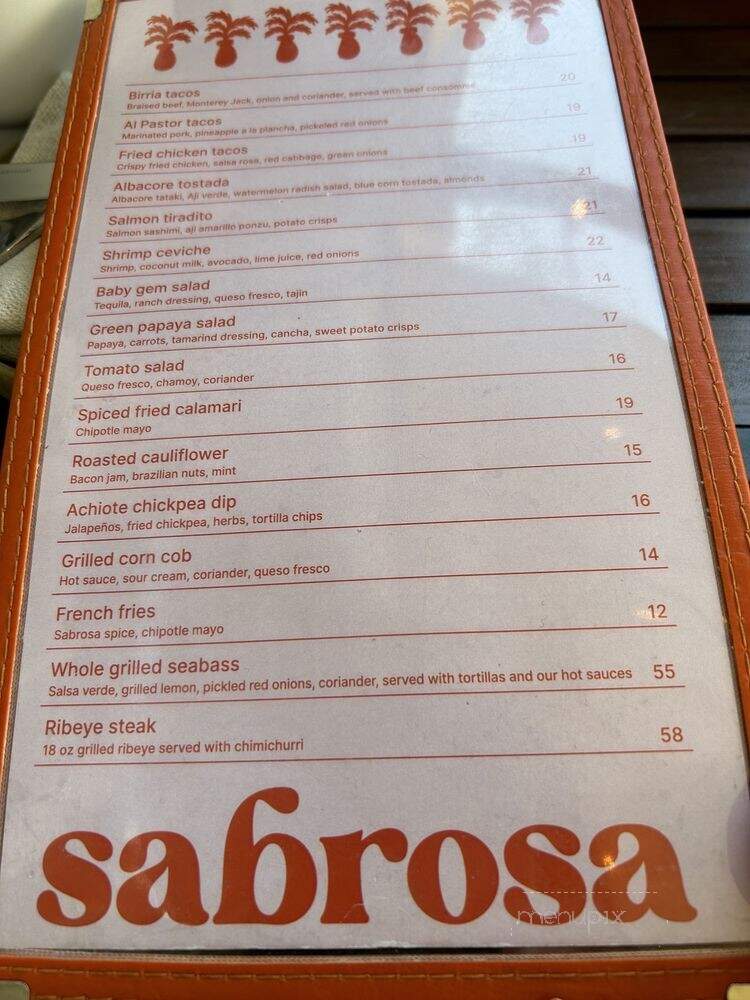 Birria tacos 20
Braised beef, Monterey Jack, onion and coriander, served with beef consommé
Al Pastor tacos 19
Marinated pork, pineapple a la plancha, pickeled red onions
Fried chicken tacos 19
Crispy fried chicken, salsa rosa, red cabbage, green onions
Albacore tostada 21
Albacore tataki, Aji verde, watermelon radish salad, blue corn tostada, almonds
Salmon tiradito 21
Salmon sashimi, aji amarillo ponzu, potato crisps
Shrimp ceviche 22
Shrimp, coconut milk, avocado, lime juice, red onions
Baby gem salad 14
Tequila, ranch dressing, queso fresco, tajin
Green papaya salad 17
Papaya, carrots, tamarind dressing, cancha, sweet potato crisps
Tomato salad 16
Queso fresco, chamoy, coriander
Spiced fried calamari 19
Chipotle mayo
Roasted cauliflower 15
Bacon jam, brazilian nuts, mint
Achiote chickpea dip 16
Jalapeños, fried chickpea, herbs, tortilla chips
Grilled corn cob 14
Hot sauce, sour cream, coriander, queso fresco
French fries 12
Sabrosa spice, chipotle mayo
Whole grilled seabass 55
Salsa verde, grilled lemon, pickled red onions, coriander, served with tortillas and our hot sauces
Ribeye steak 58
18 oz grilled ribeye served with chimichurri
sabrosa
menupix